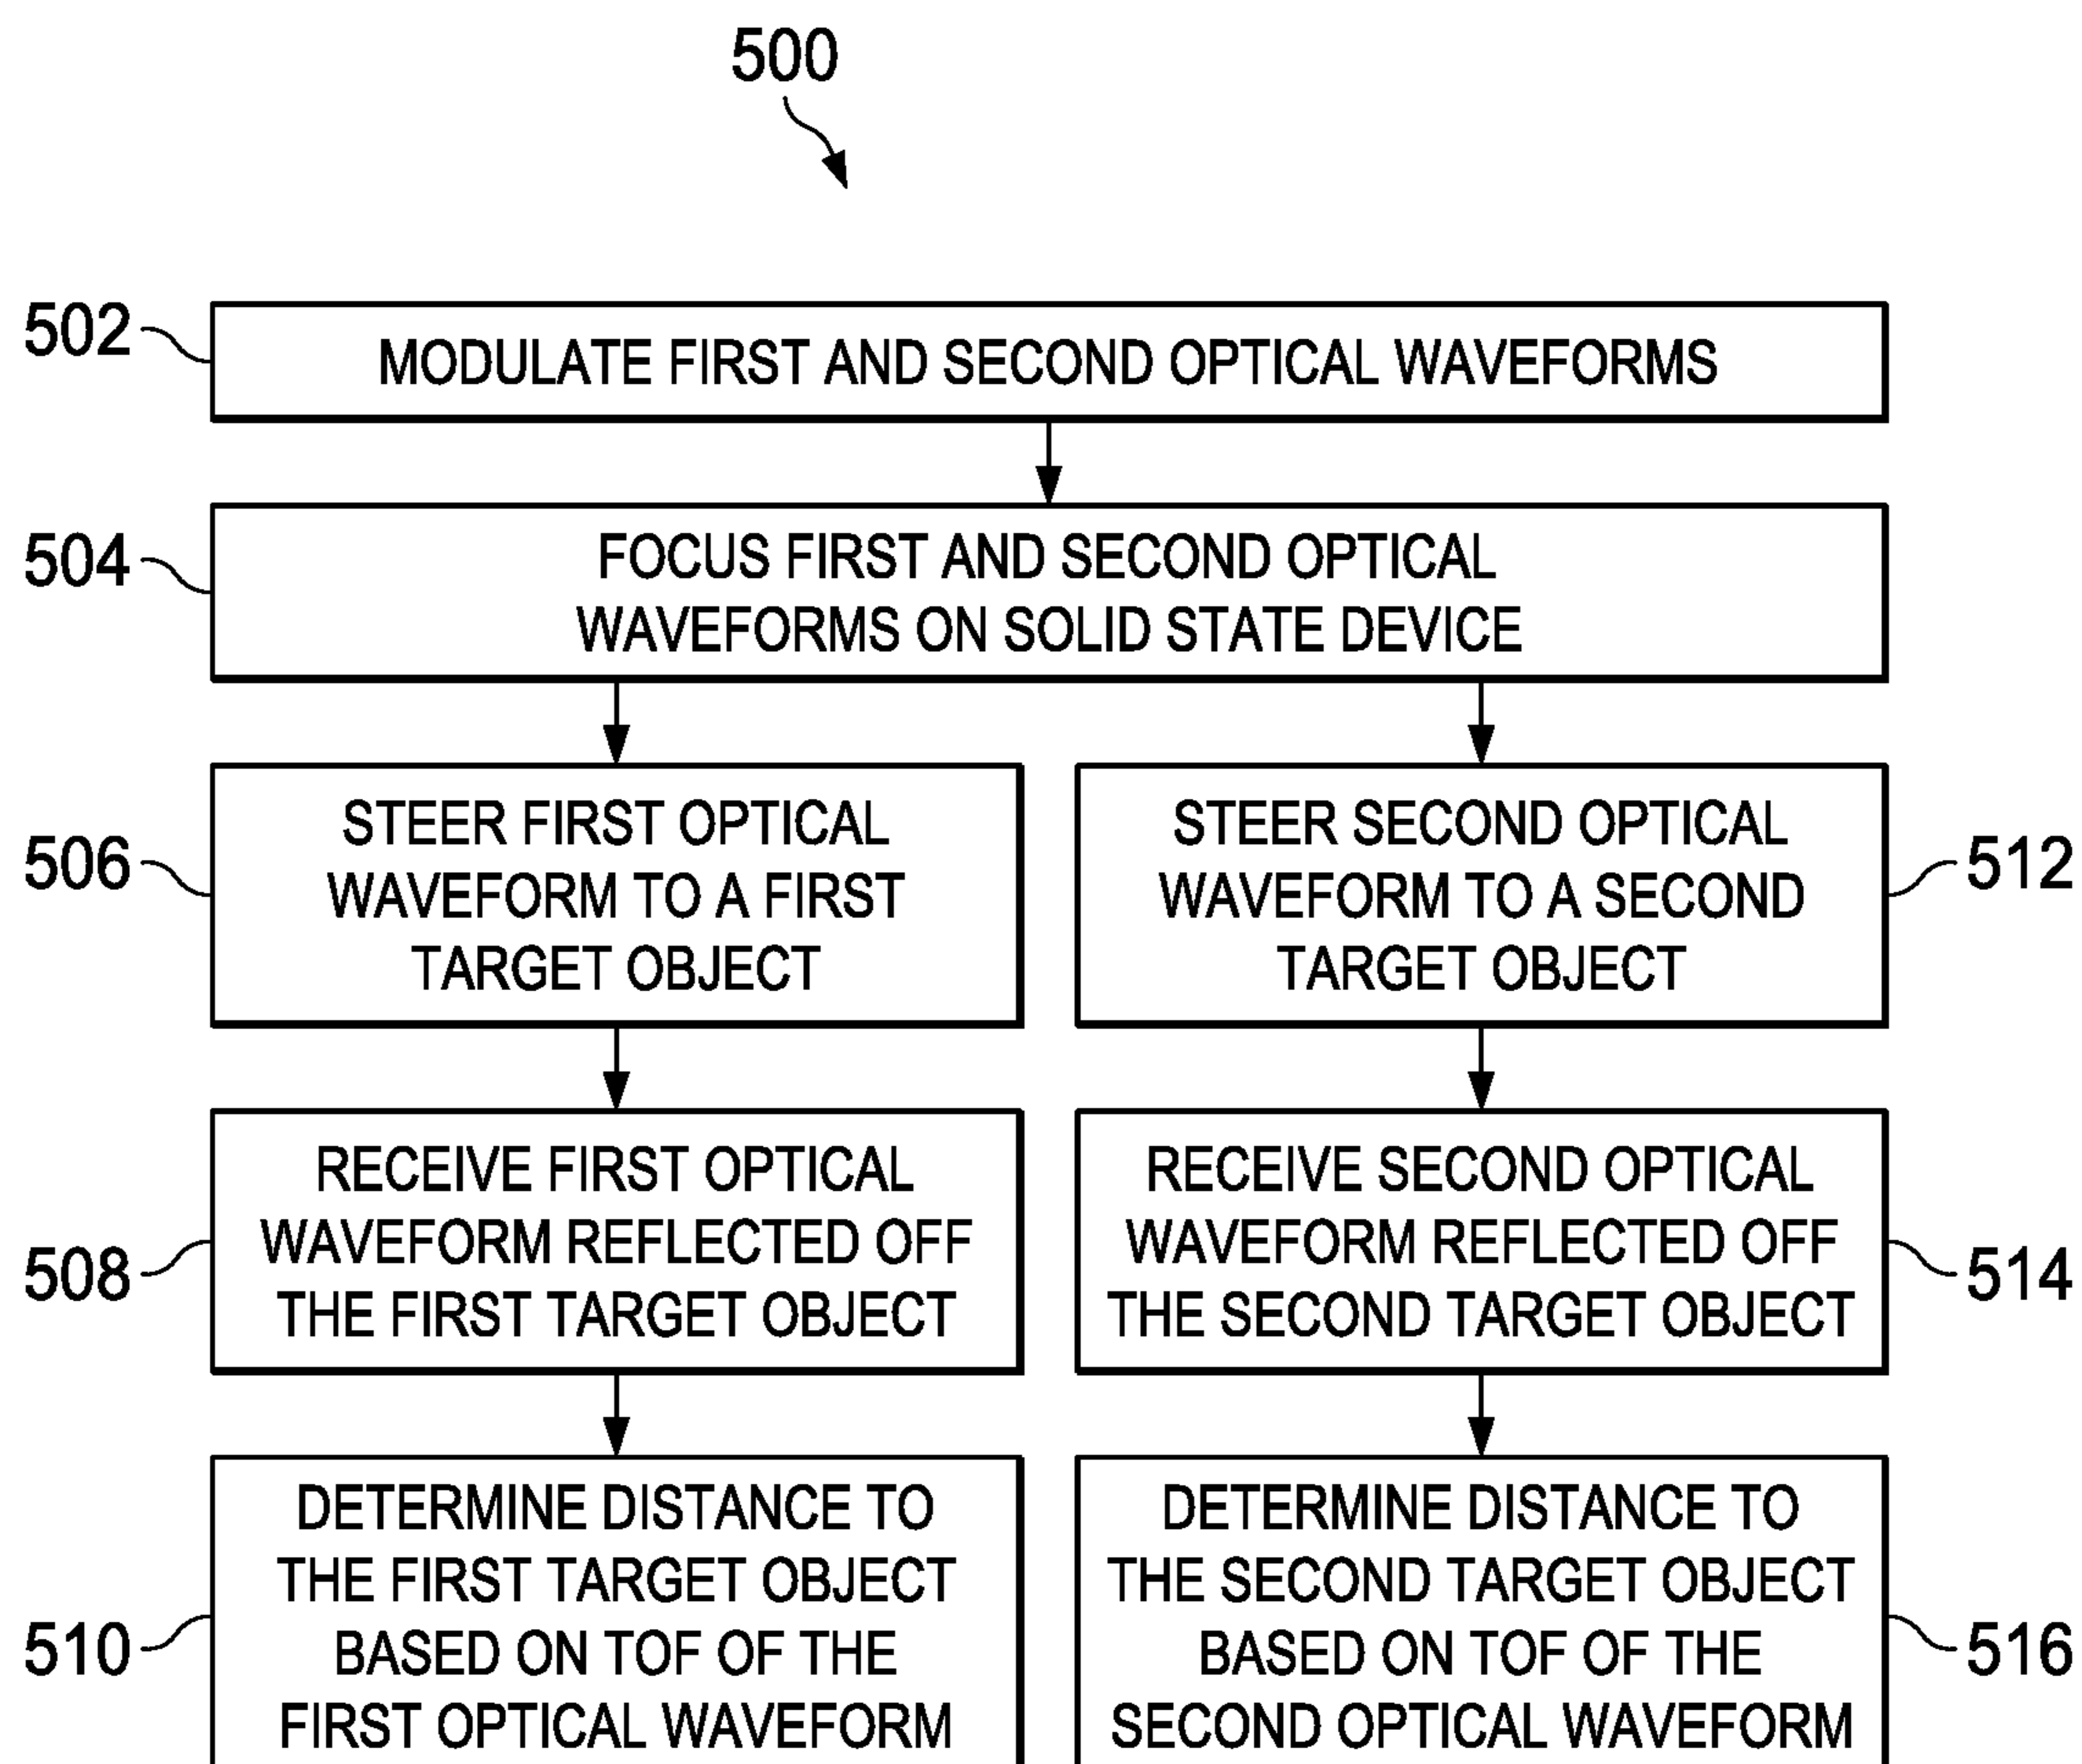 500
502
MODULATE FIRST AND SECOND OPTICAL WAVEFORMS
504
FOCUS FIRST AND SECOND OPTICAL
WAVEFORMS ON SOLID STATE DEVICE
506
STEER FIRST OPTICAL
WAVEFORM TO A FIRST
TARGET OBJECT
STEER SECOND OPTICAL
WAVEFORM TO A SECOND
TARGET OBJECT
512
508
RECEIVE FIRST OPTICAL
WAVEFORM REFLECTED OFF
THE FIRST TARGET OBJECT
RECEIVE SECOND OPTICAL
WAVEFORM REFLECTED OFF
THE SECOND TARGET OBJECT
514
510
DETERMINE DISTANCE TO
THE FIRST TARGET OBJECT
BASED ON TOF OF THE
FIRST OPTICAL WAVEFORM
DETERMINE DISTANCE TO
THE SECOND TARGET OBJECT
BASED ON TOF OF THE
SECOND OPTICAL WAVEFORM
516